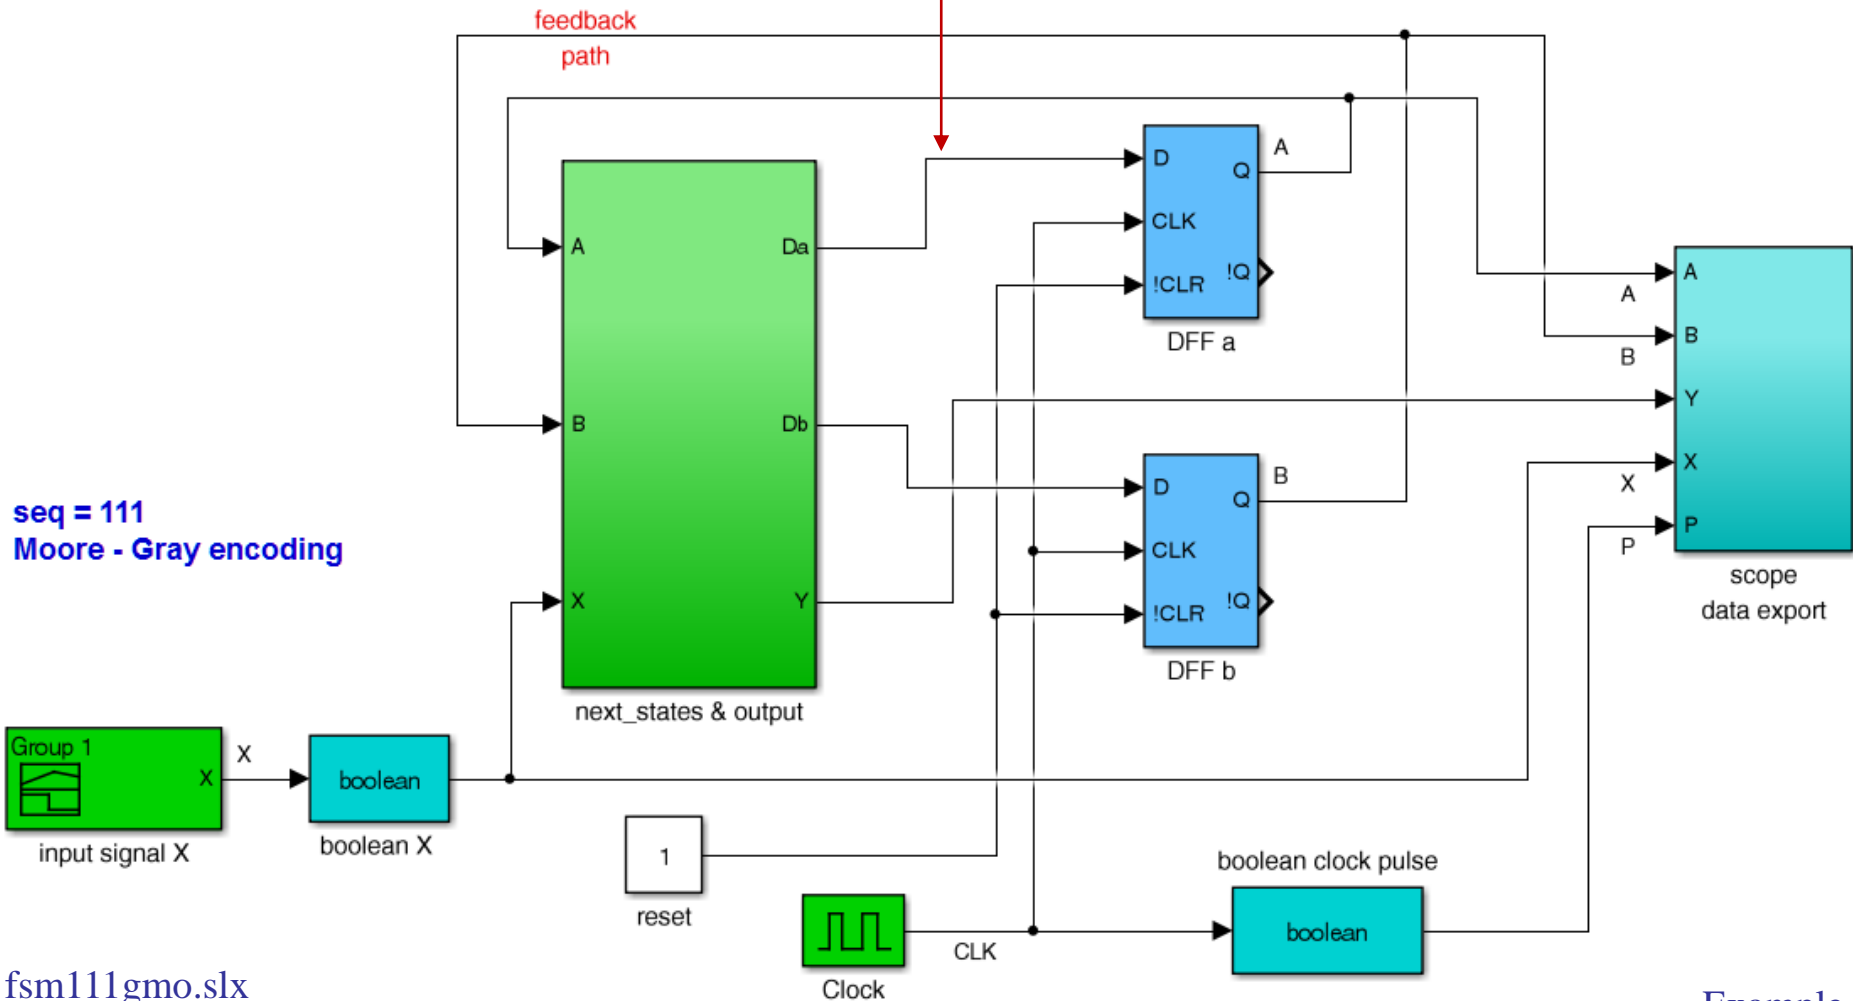 feedback
path
A
D
Q
CLK
!Q
!CLR
DFF a
A
Da
B
Db
X
Y
next_states & output
B
D
Q
CLK
!Q
!CLR
DFF b
A
A
B
B
Y
X
X
P
P
scope
data export
seq = 111
Moore - Gray encoding
Group 1
X
X
input signal X
boolean
boolean X
1
reset
Clock
CLK
boolean clock pulse
boolean
fsm111gmo.slx
Example